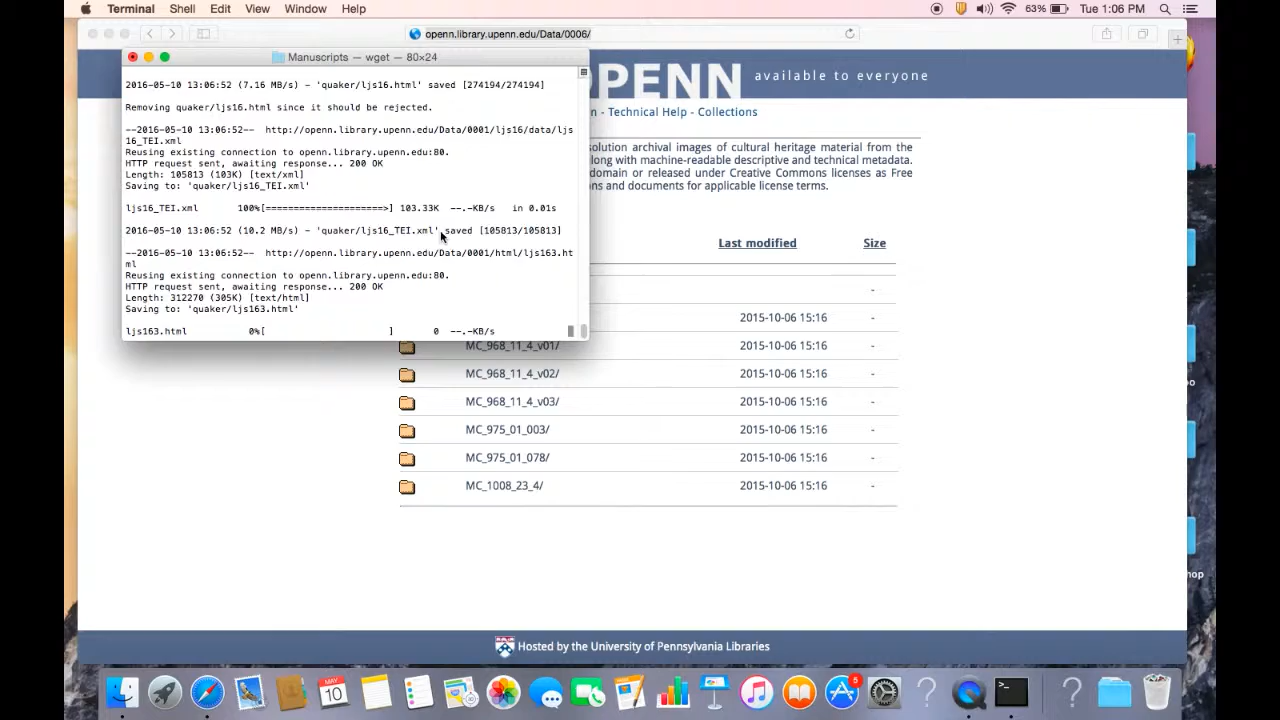 Terminal Shell Edit View Window Help 63% Tue 1:06 PM
openn.library.upenn.edu/Data/0006/
Manuscripts — wget — 80×24
OPENN available to everyone
n - Technical Help - Collections
2016-05-10 13:06:52 (7.16 MB/s) - 'quaker/ljs16.html' saved [274194/274194]
Removing quaker/ljs16.html since it should be rejected.
--2016-05-10 13:06:52-- http://openn.library.upenn.edu/Data/0001/ljs16/data/ljs
16_TEI.xml
Reusing existing connection to openn.library.upenn.edu:80.
HTTP request sent, awaiting response... 200 OK
Length: 105813 (103K) [text/xml]
Saving to: 'quaker/ljs16_TEI.xml'
ljs16_TEI.xml 100%[=====================>] 103.33K --.-KB/s in 0.01s
2016-05-10 13:06:52 (10.2 MB/s) - 'quaker/ljs16_TEI.xml' saved [105813/105813]
--2016-05-10 13:06:52-- http://openn.library.upenn.edu/Data/0001/html/ljs163.ht
ml
Reusing existing connection to openn.library.upenn.edu:80.
HTTP request sent, awaiting response... 200 OK
Length: 312270 (305K) [text/html]
Saving to: 'quaker/ljs163.html'
ljs163.html 0%[ ] 0 --.-KB/s
solution archival images of cultural heritage material from the
long with machine-readable descriptive and technical metadata.
domain or released under Creative Commons licenses as Free
ns and documents for applicable license terms.
Last modified Size
-
2015-10-06 15:16 -
MC_968_11_4_v01/ 2015-10-06 15:16 -
MC_968_11_4_v02/ 2015-10-06 15:16 -
MC_968_11_4_v03/ 2015-10-06 15:16 -
MC_975_01_003/ 2015-10-06 15:16 -
MC_975_01_078/ 2015-10-06 15:16 -
MC_1008_23_4/ 2015-10-06 15:16 -
oo
hop
Hosted by the University of Pennsylvania Libraries
MAY
10
5